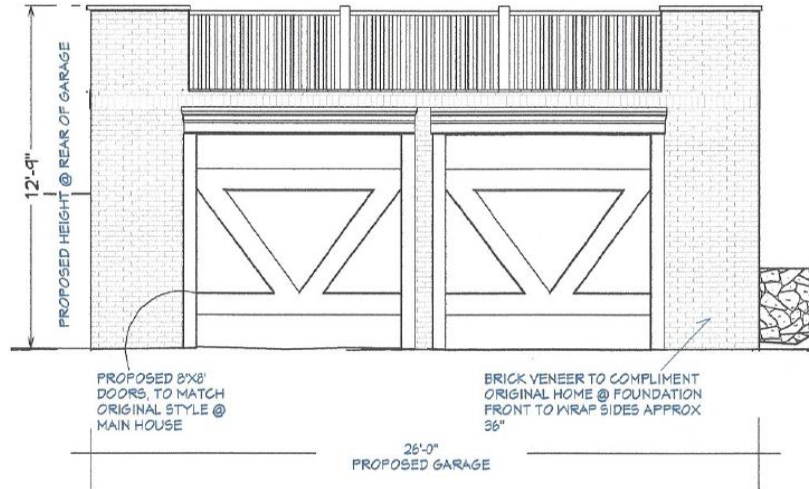 12'-9"
PROPOSED HEIGHT @ REAR OF GARAGE
PROPOSED 8'X8'
DOORS, TO MATCH
ORIGINAL STYLE @
MAIN HOUSE
BRICK VENEER TO COMPLIMENT
ORIGINAL HOME @ FOUNDATION
FRONT TO WRAP SIDES APPROX
36"
26'-0"
PROPOSED GARAGE